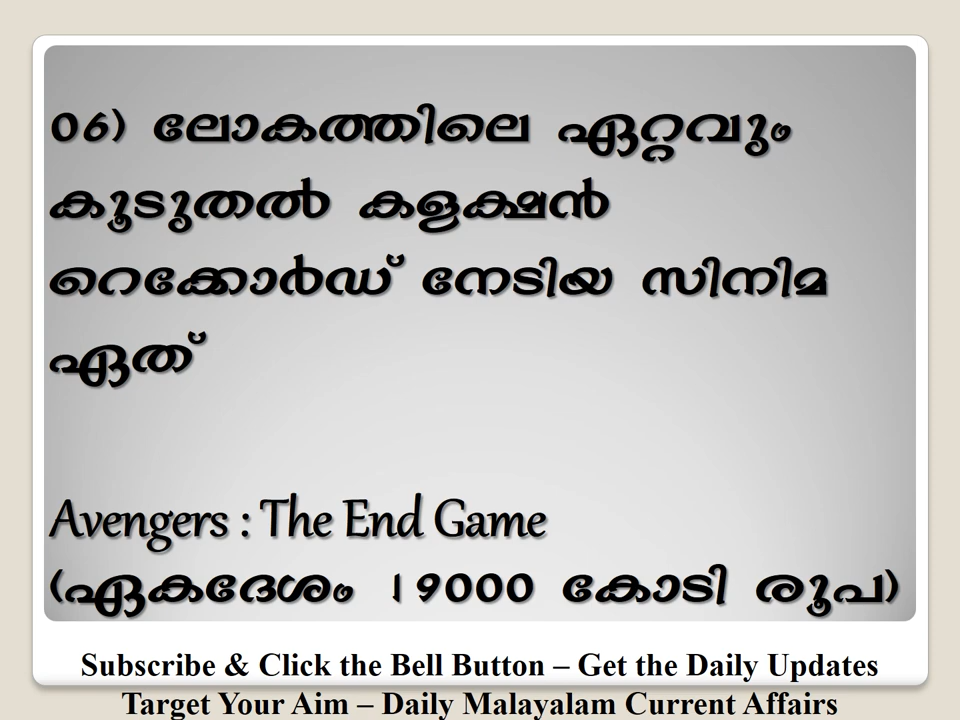 06) ലോകത്തിലെ ഏറ്റവും
കൂടുതൽ കളക്ഷൻ
റെക്കോർഡ് നേടിയ സിനിമ
ഏത്
Avengers : The End Game
(ഏകദേശം 19000 കോടി രൂപ)
Subscribe & Click the Bell Button – Get the Daily Updates
Target Your Aim – Daily Malayalam Current Affairs